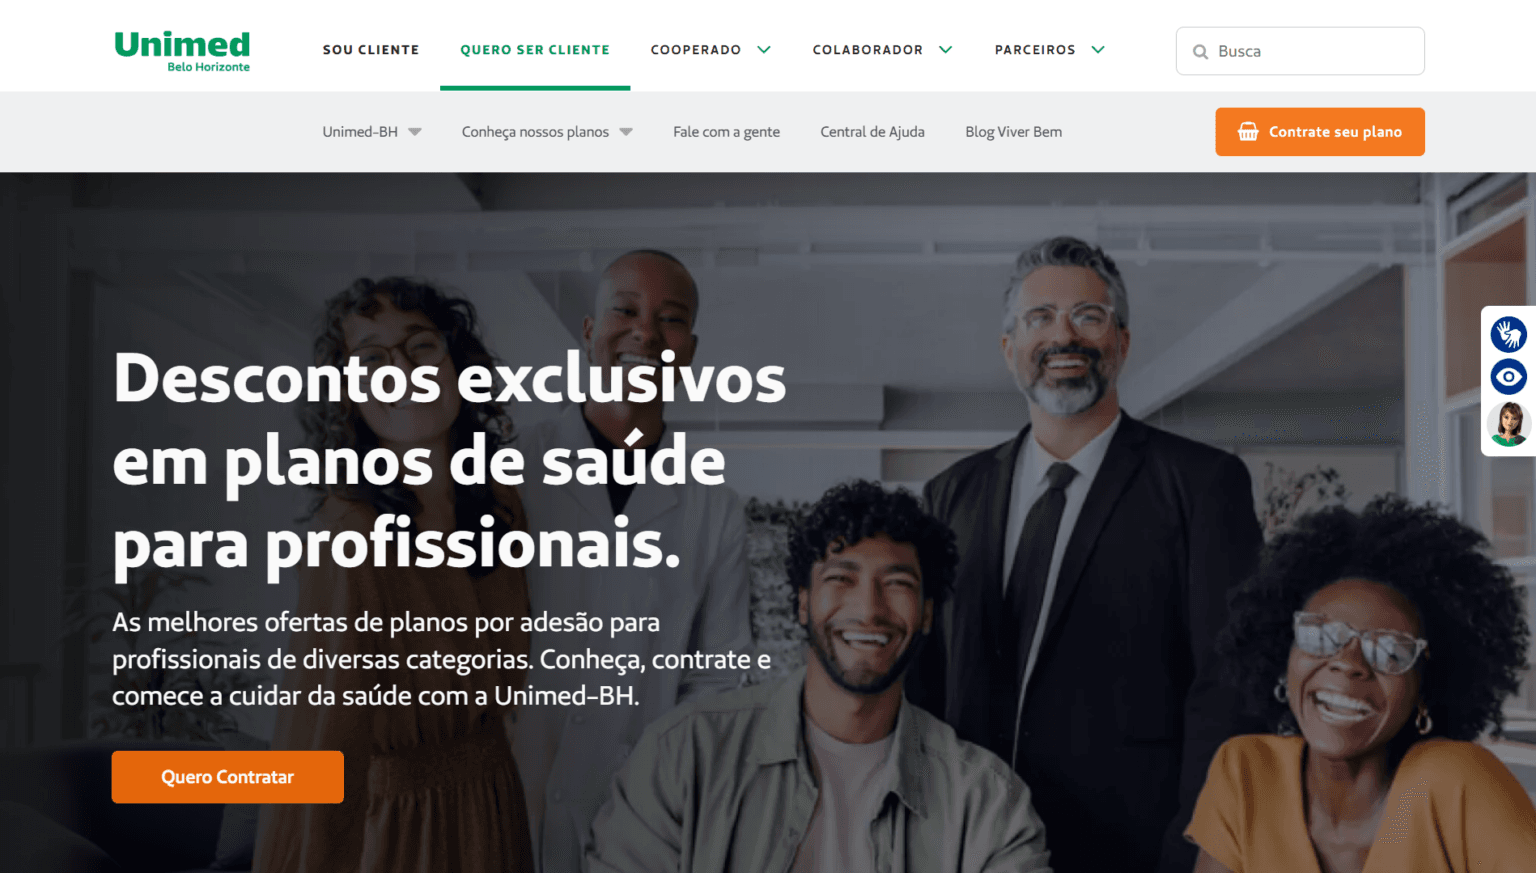 Unimed
Belo Horizonte
SOU CLIENTE
QUERO SER CLIENTE
COOPERADO
COLABORADOR
PARCEIROS
Busca
Unimed-BH
Conheça nossos planos
Fale com a gente
Central de Ajuda
Blog Viver Bem
Contrate seu plano
Descontos exclusivos
em planos de saúde
para profissionais.
As melhores ofertas de planos por adesão para
profissionais de diversas categorias. Conheça, contrate e
comece a cuidar da saúde com a Unimed-BH.
Quero Contratar